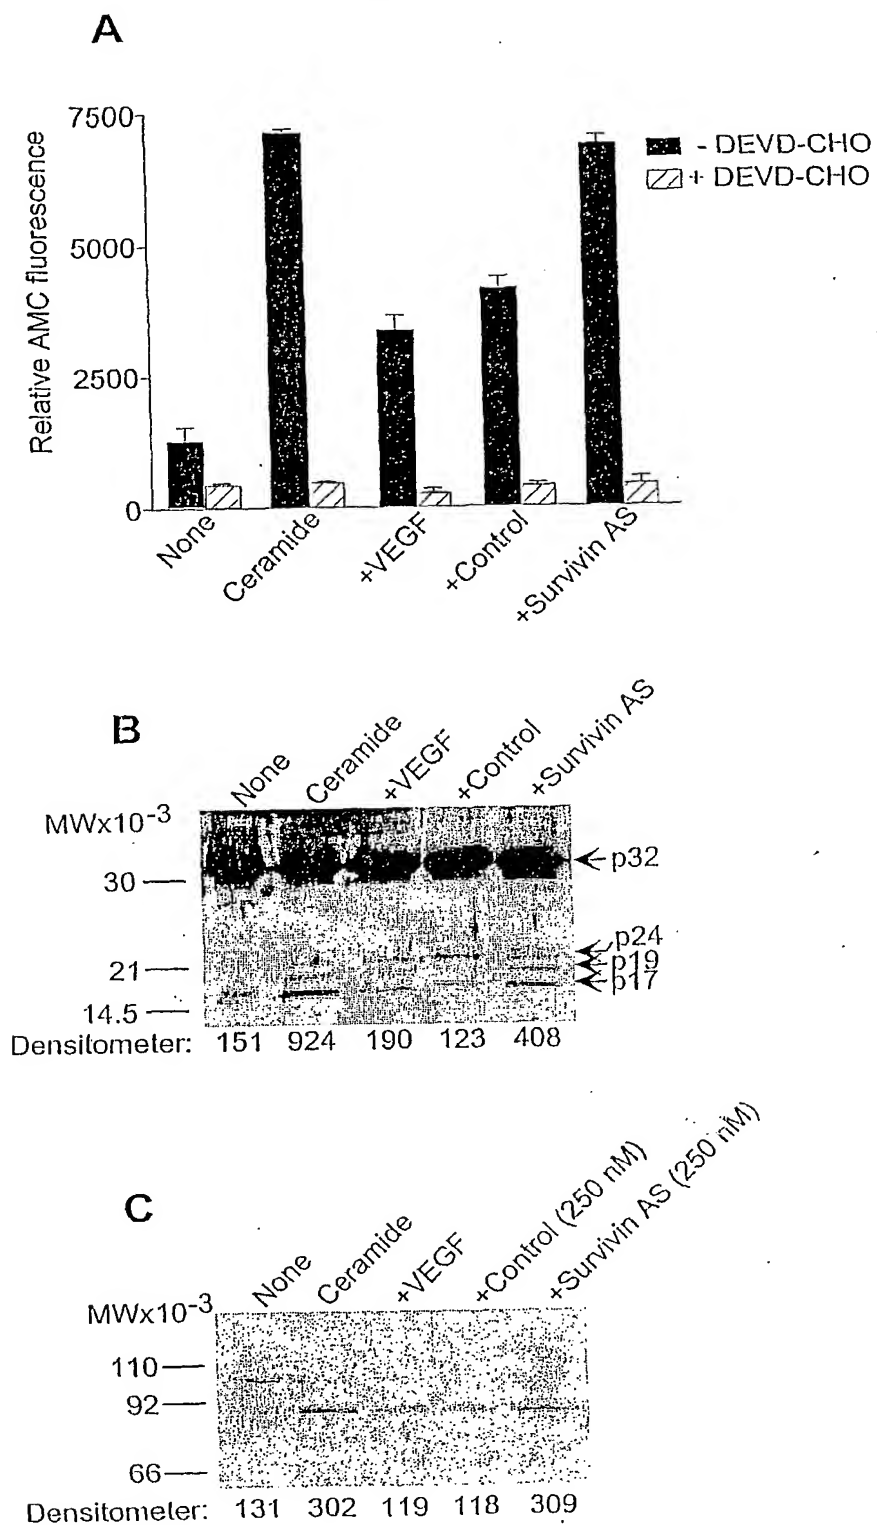 A
7500
- DEVD-CHO
+ DEVD-CHO
5000
Relative AMC fluorescence
2500
0
None
Ceramide
+VEGF
+Control
+Survivin AS
B
None
Ceramide
+VEGF
+Control
+Survivin AS
MWx10-3
p32
30
p24
p19
21
p17
14.5
Densitometer: 151 924 190 123 408
C
None
Ceramide
+VEGF
+Control (250 nM)
+Survivin AS (250 nM)
MWx10-3
110
92
66
Densitometer: 131 302 119 118 309